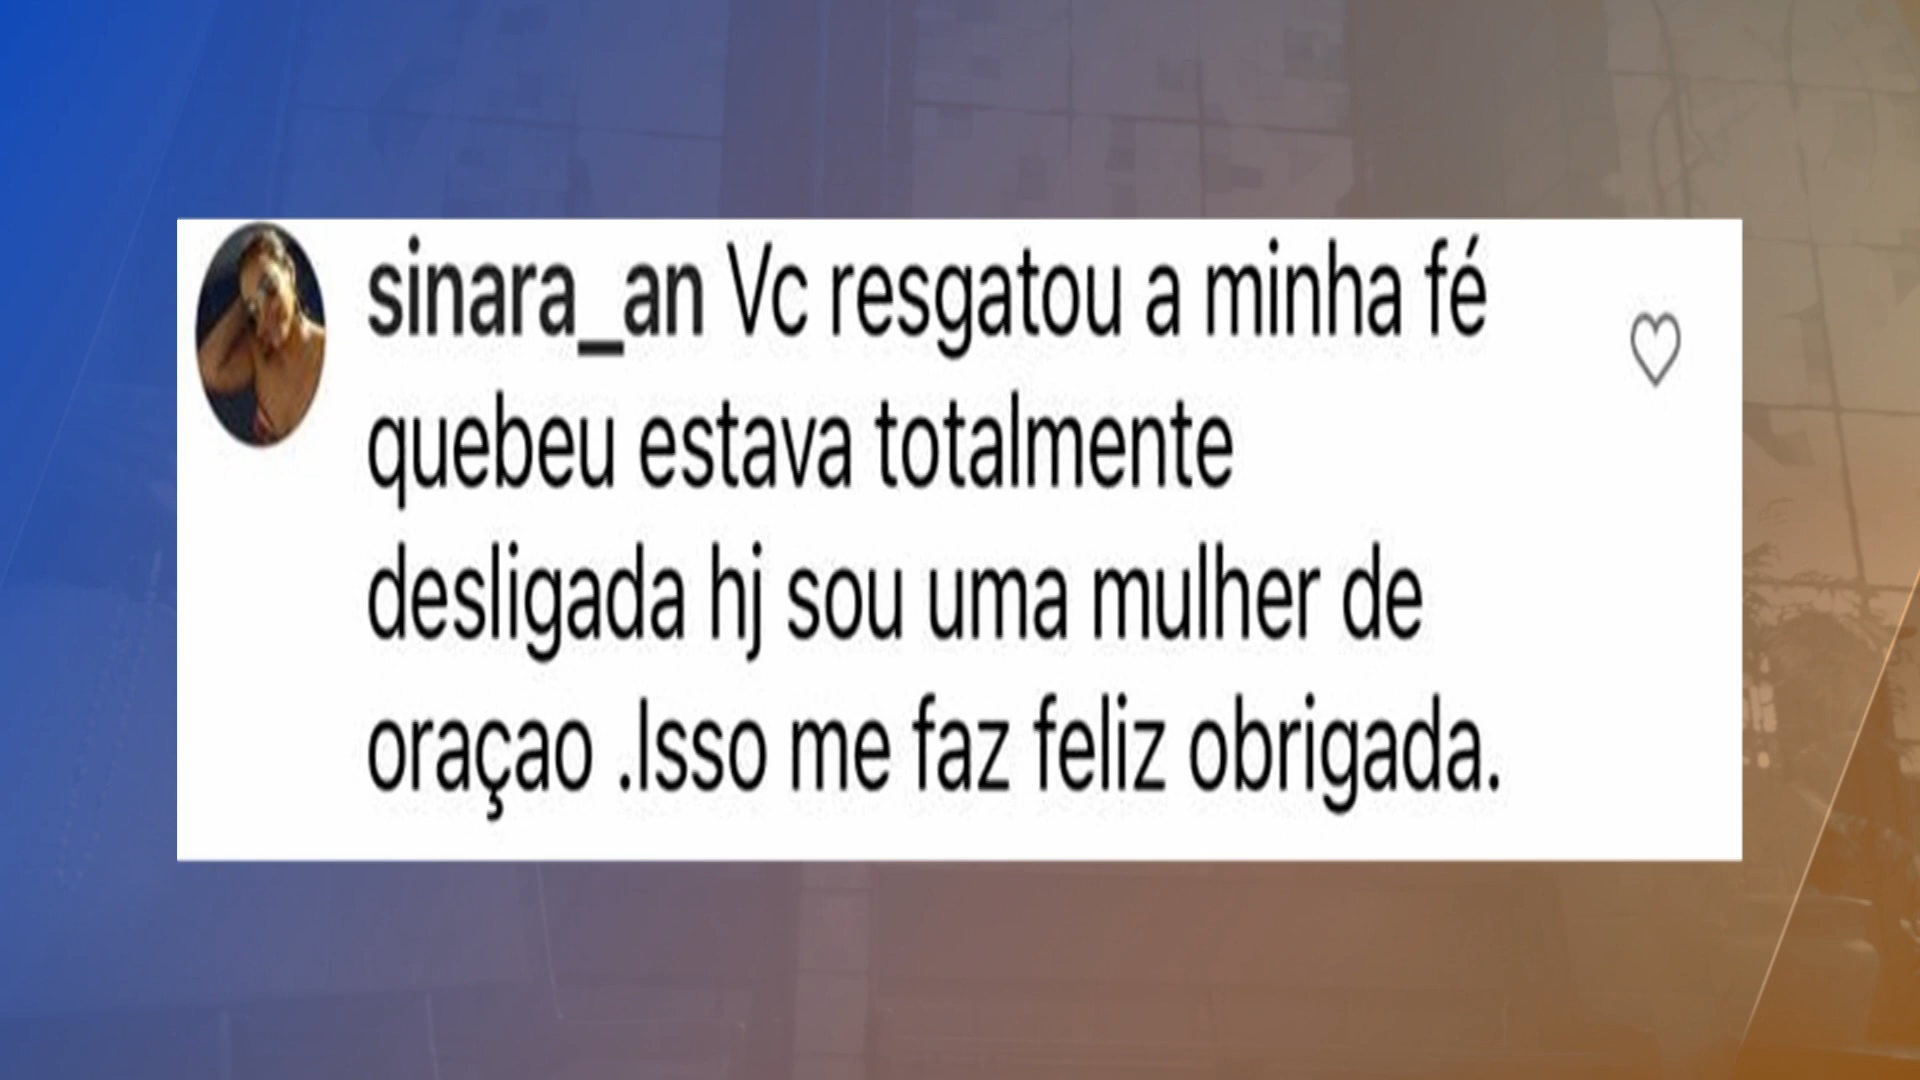 sinara_an Vc resgatou a minha fé
quebeu estava totalmente
desligada hj sou uma mulher de
oraçao .Isso me faz feliz obrigada.